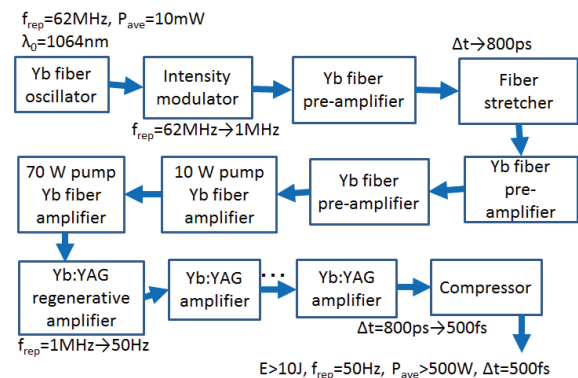 f_rep=62MHz, P_ave=10mW
λ₀=1064nm
Yb fiber
oscillator
Intensity
modulator
f_rep=62MHz→1MHz
Yb fiber
pre-amplifier
Δt→800ps
Fiber
stretcher
70 W pump
Yb fiber
amplifier
10 W pump
Yb fiber
amplifier
Yb fiber
pre-amplifier
Yb fiber
pre-
amplifier
Yb:YAG
regenerative
amplifier
f_rep=1MHz→50Hz
Yb:YAG
amplifier
...
Yb:YAG
amplifier
Compressor
Δt=800ps→500fs
E>10J, f_rep=50Hz, P_ave>500W, Δt=500fs